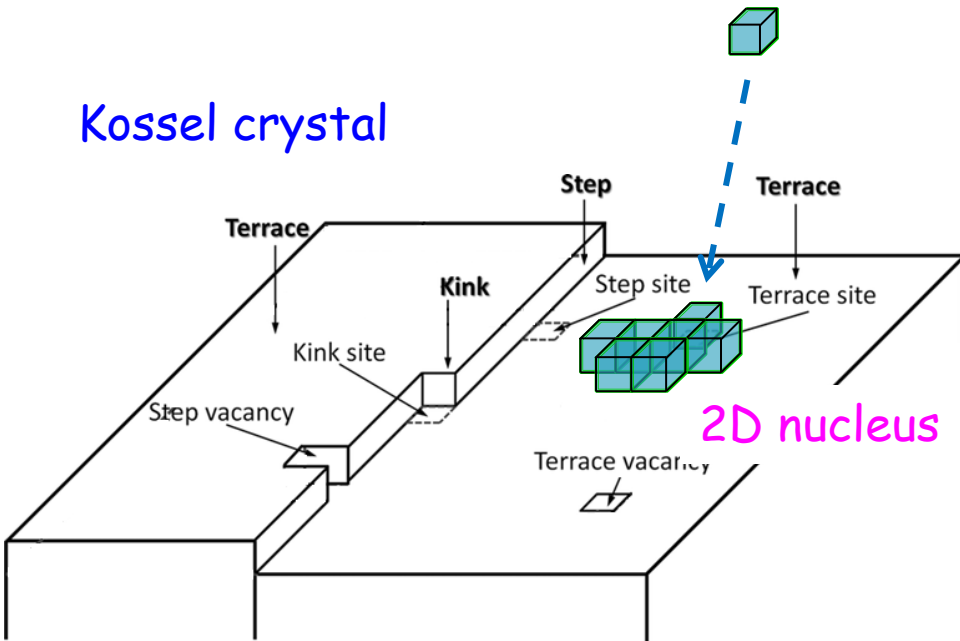 Kossel crystal
Step
Terrace
Terrace
Kink
Step site
Terrace site
Kink site
Step vacancy
2D nucleus
Terrace vacancy